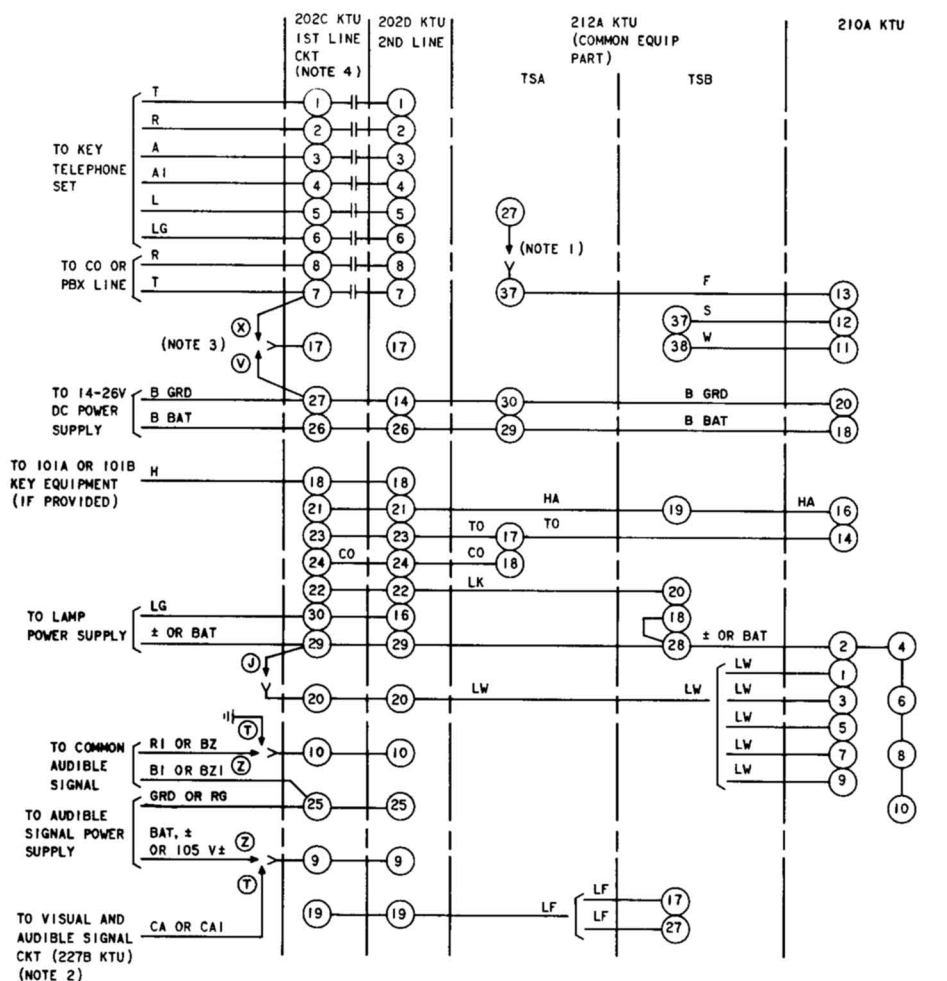 202C KTU 202D KTU 212A KTU 210A KTU
1ST LINE 2ND LINE (COMMON EQUIP
CKT PART)
(NOTE 4) TSA TSB
T 1 1
R 2 2
TO KEY A 3 3
TELEPHONE A1 4 4
SET L 5 5 27
LG 6 6 (NOTE 1)
TO CO OR R 8 8
PBX LINE T 7 7 37 F 13
X 37 S 12
(NOTE 3) 17 17 38 W 11
V
TO 14-26V B GRD 27 14 30 B GRD 20
DC POWER
SUPPLY B BAT 26 26 29 B BAT 18
TO 101A OR 101B
KEY EQUIPMENT H 18 18
(IF PROVIDED)
21 21 HA 19 HA 16
23 23 TO 17 TO 14
24 CO 24 CO 18
22 22 LK 20
TO LAMP LG 30 16 18
POWER SUPPLY ± OR BAT 29 29 28 ± OR BAT 2 4
J LW 1
20 20 LW LW LW 3 6
LW 5
T
TO COMMON R1 OR BZ 10 10 LW 7 8
AUDIBLE Z
SIGNAL B1 OR BZ1 LW 9
GRD OR RG 25 25 10
TO AUDIBLE
SIGNAL POWER BAT, ± Z
SUPPLY OR 105 V± 9 9
T
19 19 LF LF 17
TO VISUAL AND LF 27
AUDIBLE SIGNAL CA OR CA1
CKT (227B KTU)
(NOTE 2)